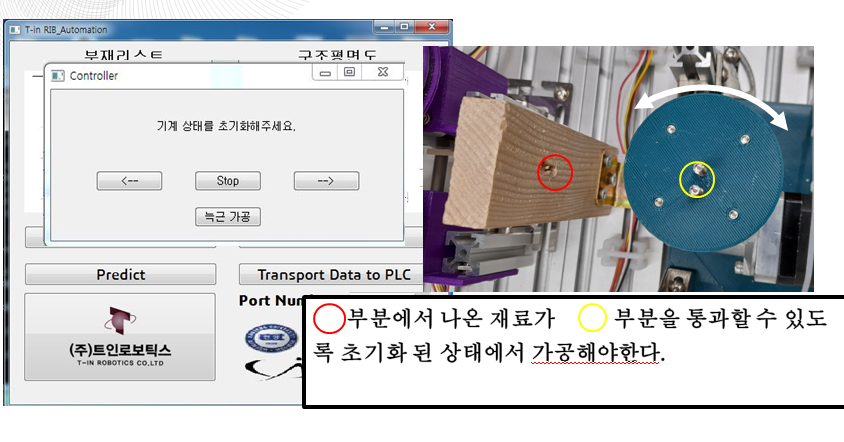 T-in RIB_Automation
부재리스트
구조평면도
Controller
기계 상태를 초기화해주세요.
<-- Stop -->
늑근 가공
Predict
Transport Data to PLC
Port
(주)트인로보틱스
T-IN ROBOTICS CO,LTD
부분에서 나온 재료가 부분을 통과할 수 있도
록 초기화 된 상태에서 가공해야한다.